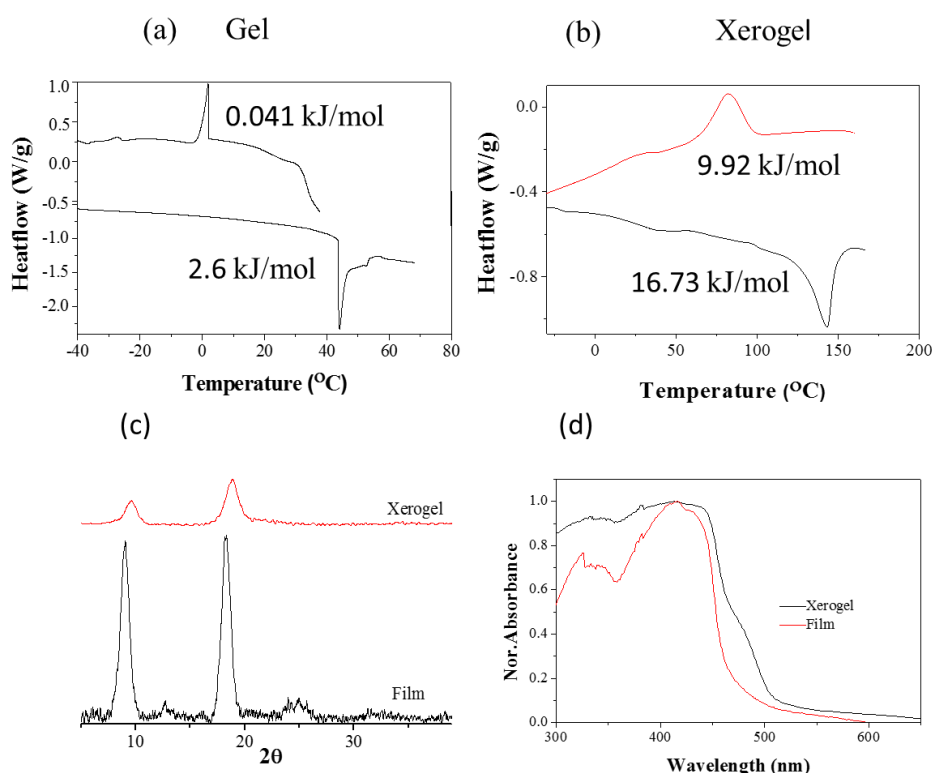 (a) Gel
1.0
0.5
0.0
-0.5
-1.0
-1.5
-2.0
0.041 kJ/mol
2.6 kJ/mol
Heatflow (W/g)
-40 -20 0 20 40 60 80
Temperature (OC)
(b) Xerogel
0.0
-0.4
-0.8
9.92 kJ/mol
16.73 kJ/mol
Heatflow (W/g)
0 50 100 150 200
Temperature (OC)
(c)
Xerogel
Film
10 20 30
2θ
(d)
1.0
0.8
0.6
0.4
0.2
0.0
Xerogel
Film
Nor.Absorbance
300 400 500 600
Wavelength (nm)